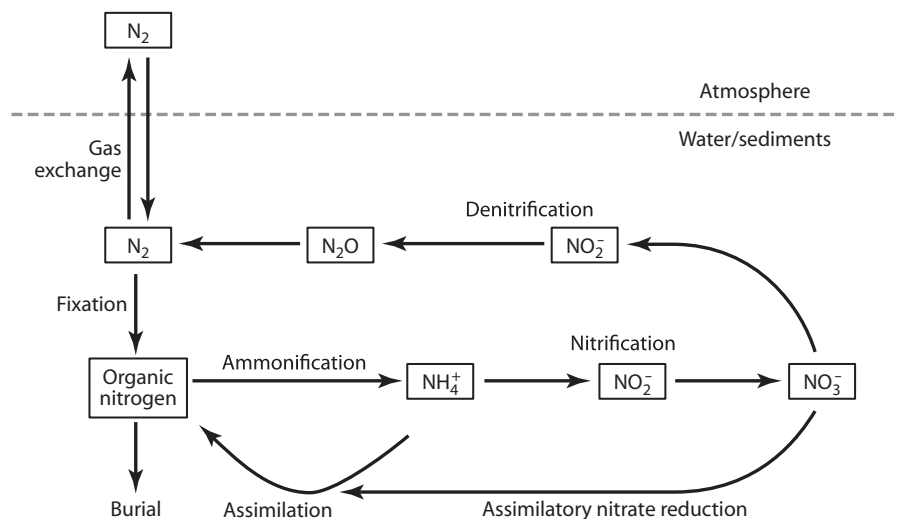 N₂
Atmosphere
Water/sediments
Gas
exchange
Denitrification
N₂
N₂O
NO₂⁻
Fixation
Nitrification
Ammonification
Organic
nitrogen
NH₄⁺
NO₂⁻
NO₃⁻
Burial
Assimilation
Assimilatory nitrate reduction